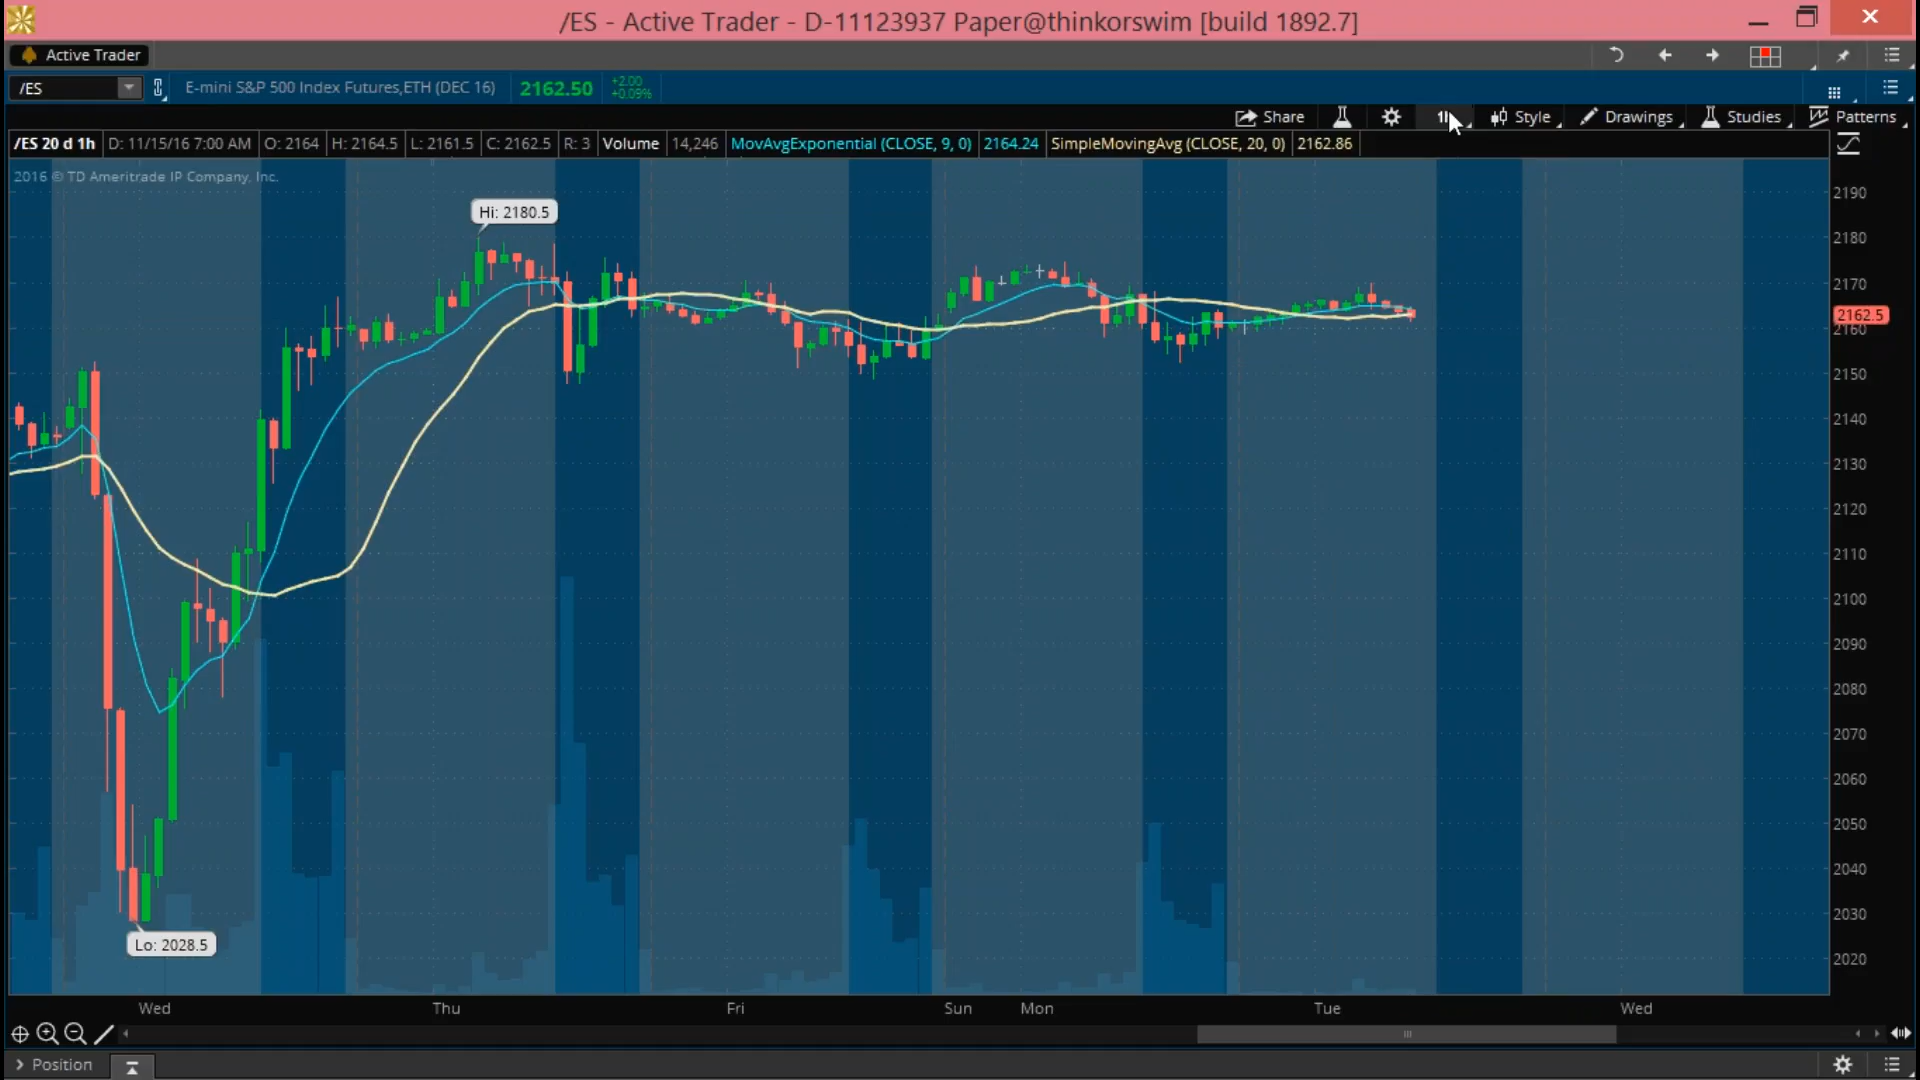 /ES - Active Trader - D-11123937 Paper@thinkorswim [build 1892.7]
Active Trader
/ES E-mini S&P 500 Index Futures,ETH (DEC 16) 2162.50 +2.00 +0.09%
Share Style Drawings Studies Patterns
/ES 20 d 1h D: 11/15/16 7:00 AM O: 2164 H: 2164.5 L: 2161.5 C: 2162.5 R: 3 Volume 14,246 MovAvgExponential (CLOSE, 9, 0) 2164.24 SimpleMovingAvg (CLOSE, 20, 0) 2162.86
2016 © TD Ameritrade IP Company, Inc.
2190
Hi: 2180.5
2180
2170
2162.5
2160
2150
2140
2130
2120
2110
2100
2090
2080
2070
2060
2050
2040
2030
Lo: 2028.5
2020
Wed Thu Fri Sun Mon Tue Wed
Position